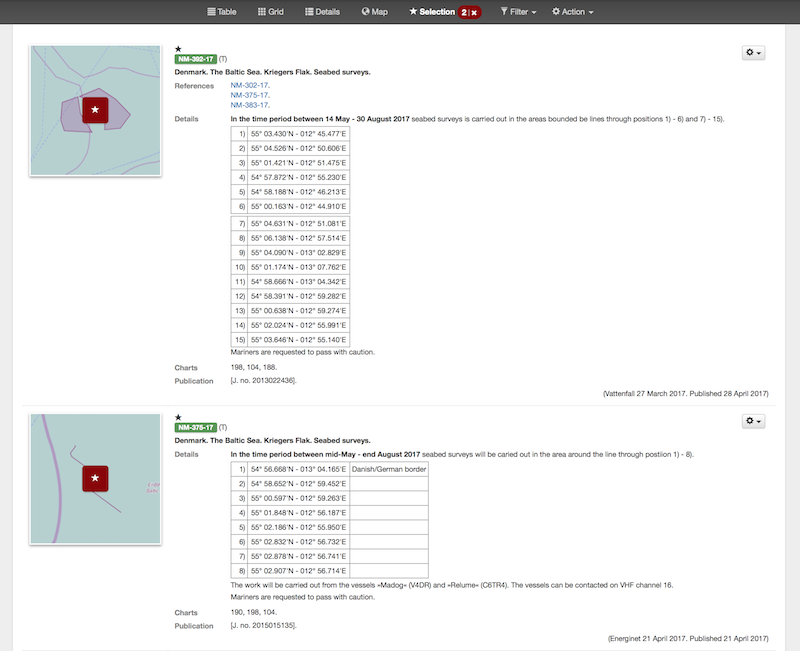 Table Grid Details Map Selection 2 | x Filter Action
NM-392-17 (T)
Denmark. The Baltic Sea. Kriegers Flak. Seabed surveys.
References NM-302-17.
NM-375-17.
NM-383-17.
Details In the time period between 14 May - 30 August 2017 seabed surveys is carried out in the areas bounded be lines through positions 1) - 6) and 7) - 15).
1) 55° 03.430'N - 012° 45.477'E
2) 55° 04.526'N - 012° 50.606'E
3) 55° 01.421'N - 012° 51.475'E
4) 54° 57.872'N - 012° 55.230'E
5) 54° 58.188'N - 012° 46.213'E
6) 55° 00.163'N - 012° 44.910'E
7) 55° 04.631'N - 012° 51.081'E
8) 55° 06.138'N - 012° 57.514'E
9) 55° 04.090'N - 013° 02.829'E
10) 55° 01.174'N - 013° 07.762'E
11) 54° 58.666'N - 013° 04.342'E
12) 54° 58.391'N - 012° 59.282'E
13) 55° 00.638'N - 012° 59.274'E
14) 55° 02.024'N - 012° 55.991'E
15) 55° 03.646'N - 012° 55.140'E
Mariners are requested to pass with caution.
Charts 198, 104, 188.
Publication [J. no. 2013022436].
(Vattenfall 27 March 2017. Published 28 April 2017)
NM-375-17 (T)
Denmark. The Baltic Sea. Kriegers Flak. Seabed surveys.
Details In the time period between mid-May - end August 2017 seabed surveys will be caried out in the area around the line through postion 1) - 8).
1) 54° 56.668'N - 013° 04.165'E Danish/German border
2) 54° 58.652'N - 012° 59.452'E
3) 55° 00.597'N - 012° 59.263'E
4) 55° 01.848'N - 012° 56.187'E
5) 55° 02.186'N - 012° 55.950'E
6) 55° 02.832'N - 012° 56.732'E
7) 55° 02.878'N - 012° 56.741'E
8) 55° 02.907'N - 012° 56.714'E
The work will be carried out from the vessels »Madog« (V4DR) and »Relume« (C6TR4). The vessels can be contacted on VHF channel 16.
Mariners are requested to pass with caution.
Charts 190, 198, 104.
Publication [J. no. 2015015135].
(Energinet 21 April 2017. Published 21 April 2017)